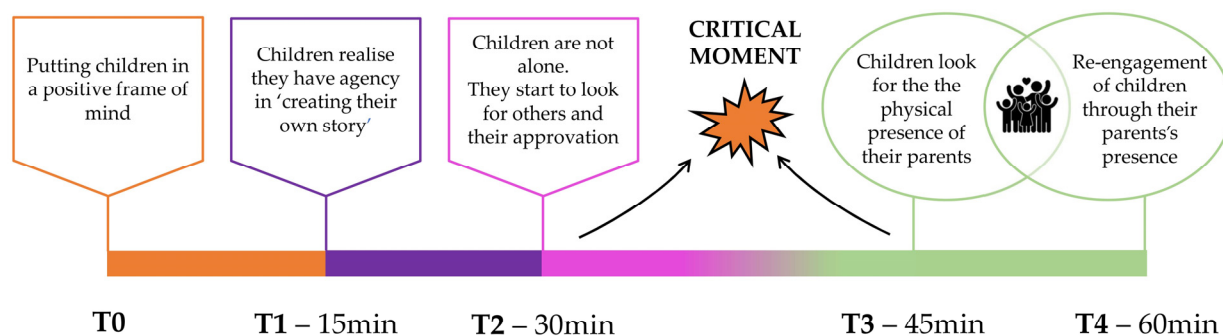 Putting children in
a positive frame of
mind
Children realise
they have agency
in ‘creating their
own story’
Children are not
alone.
They start to look
for others and
their approvation
CRITICAL
MOMENT
Children look
for the the
physical
presence of
their parents
Re-engagement
of children
through their
parents's
presence
T0
T1 – 15min
T2 – 30min
T3 – 45min
T4 – 60min